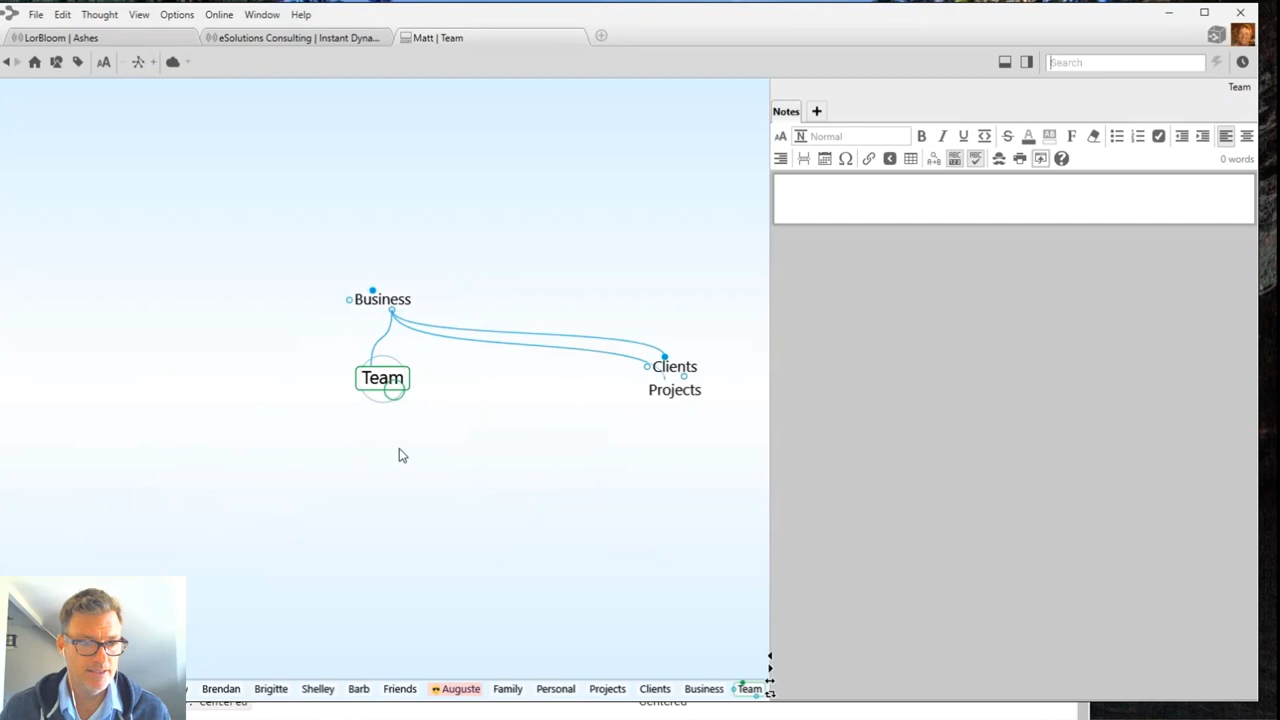 File Edit Thought View Options Online Window Help
LorBloom | Ashes
eSolutions Consulting | Instant Dyna...
Matt | Team
Search
Team
Notes
Normal
0 words
Business
Team
Clients
Projects
Brendan Brigitte Shelley Barb Friends Auguste Family Personal Projects Clients Business Team
: Centered Centered